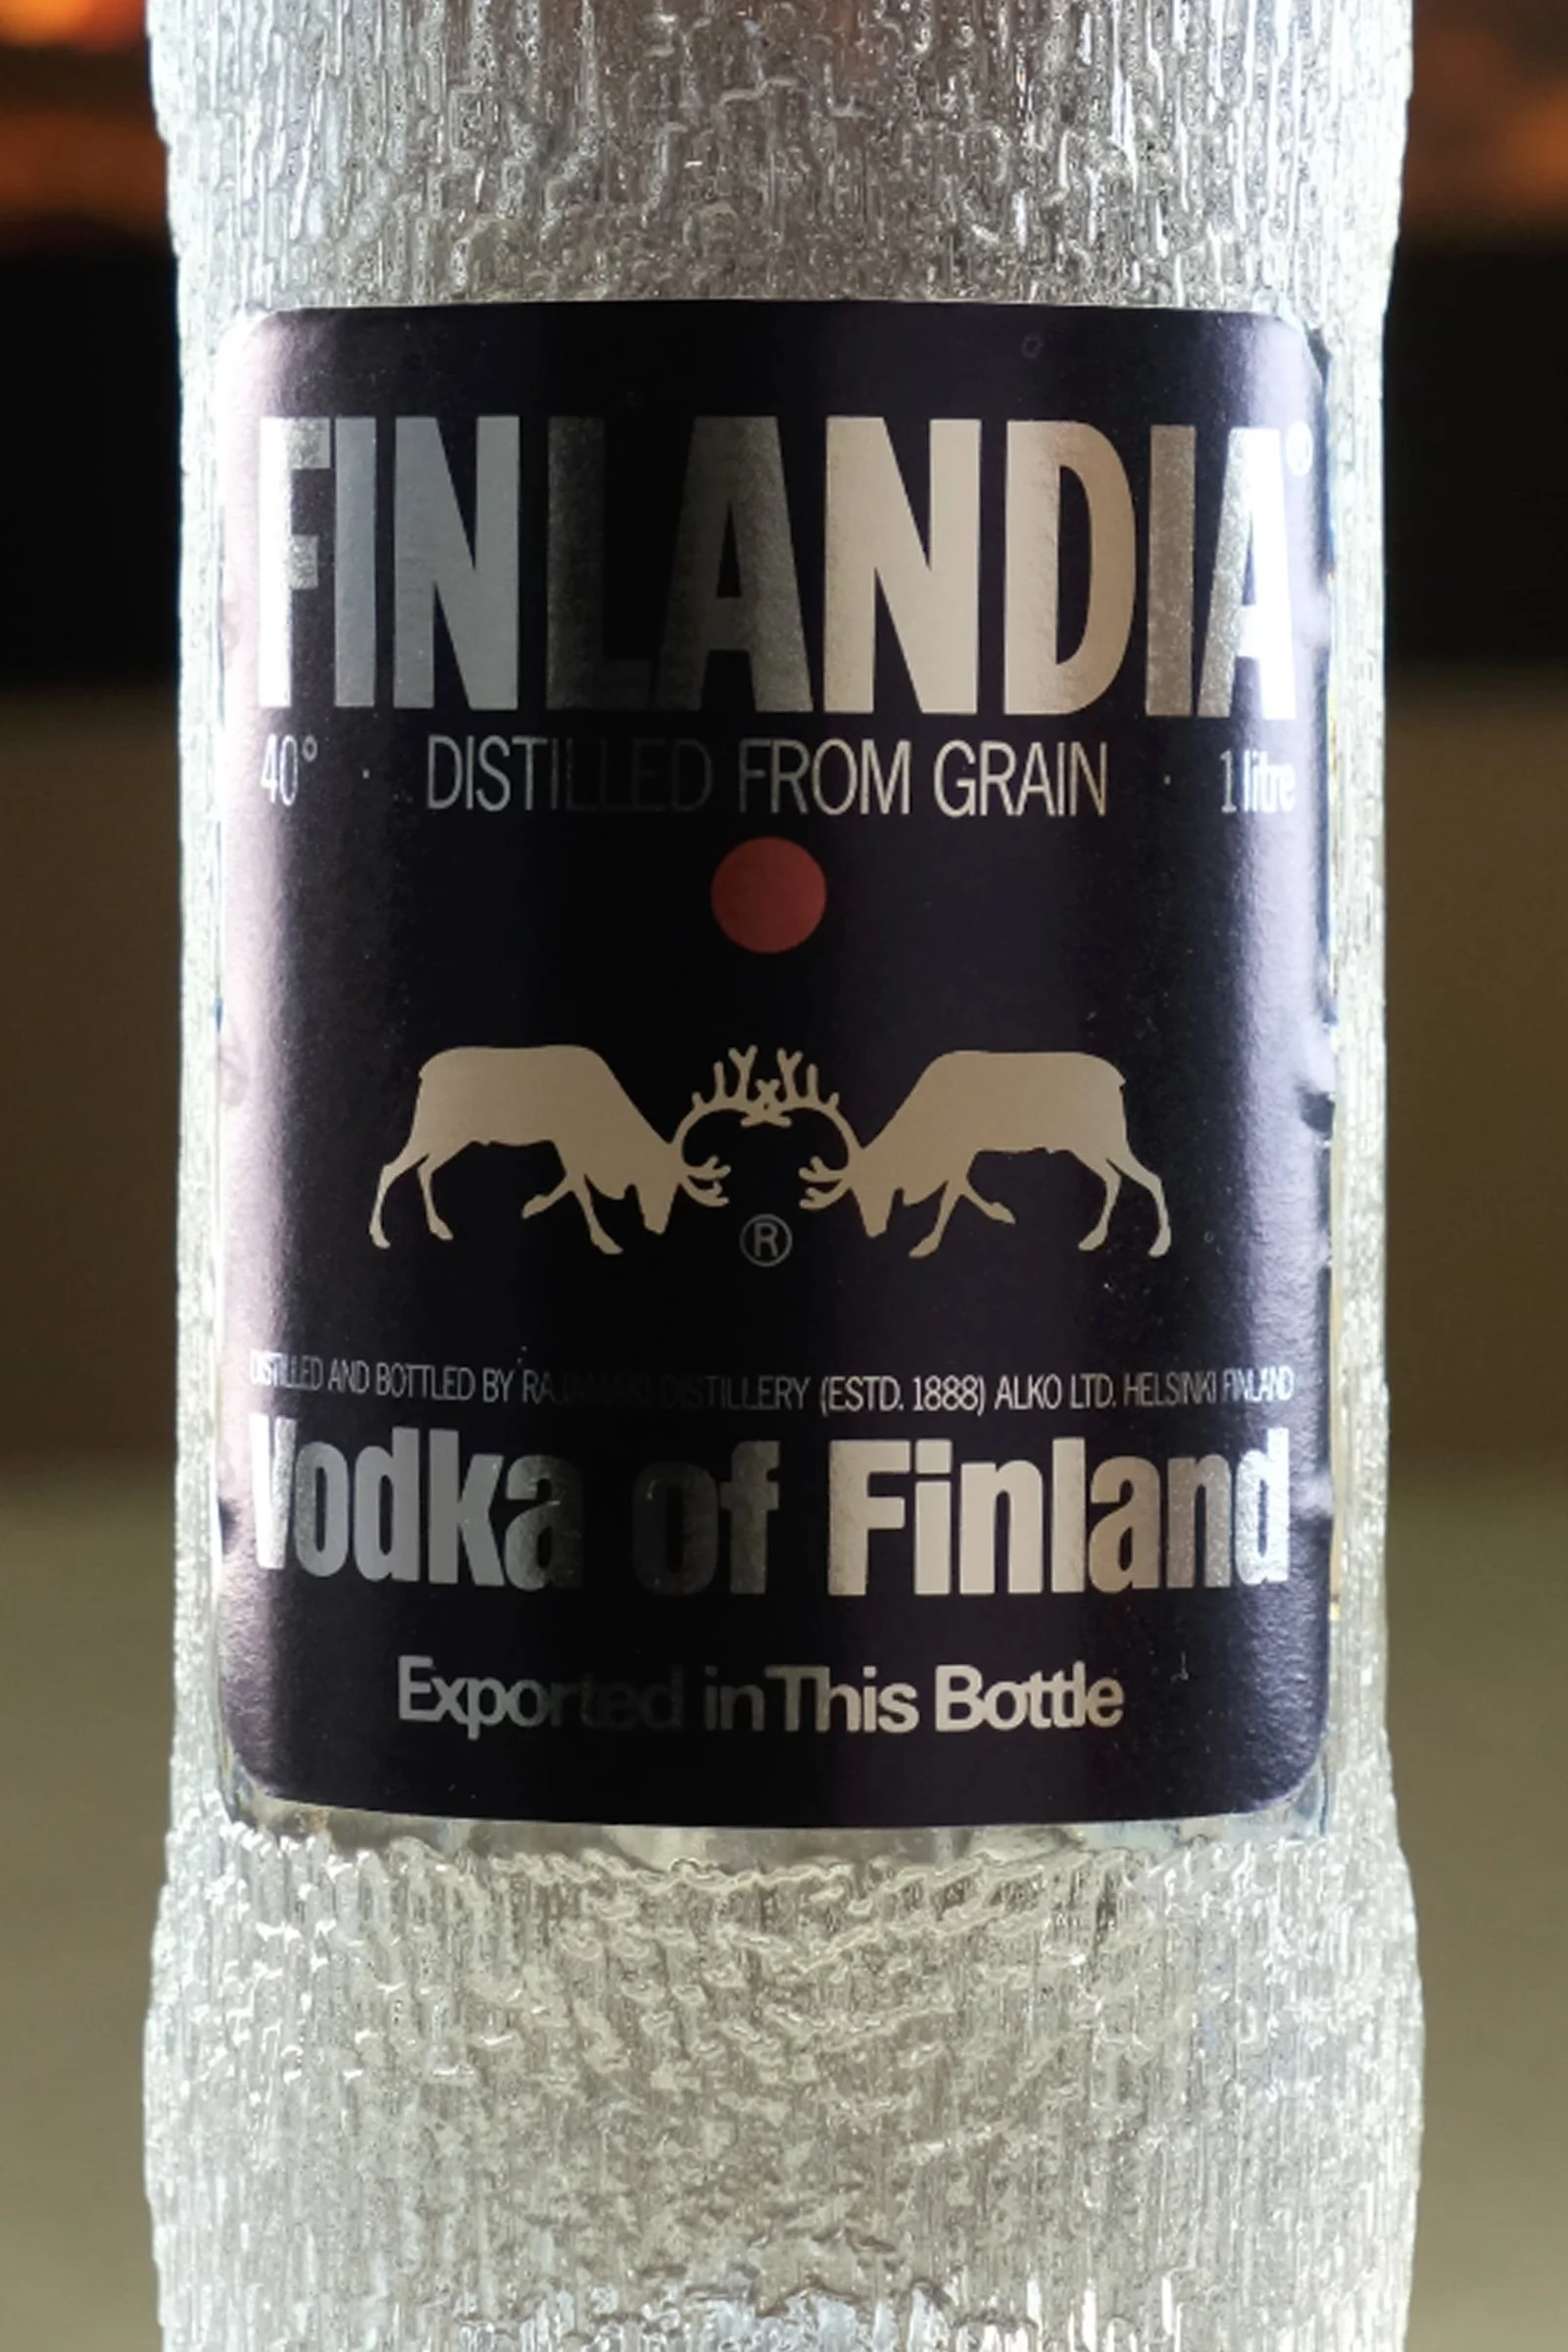 FINLANDIA®
40° · DISTILLED FROM GRAIN · 1 litre
®
DISTILLED AND BOTTLED BY RAJAMÄKI DISTILLERY (ESTD. 1888) ALKO LTD. HELSINKI FINLAND
Vodka of Finland
Exported in This Bottle